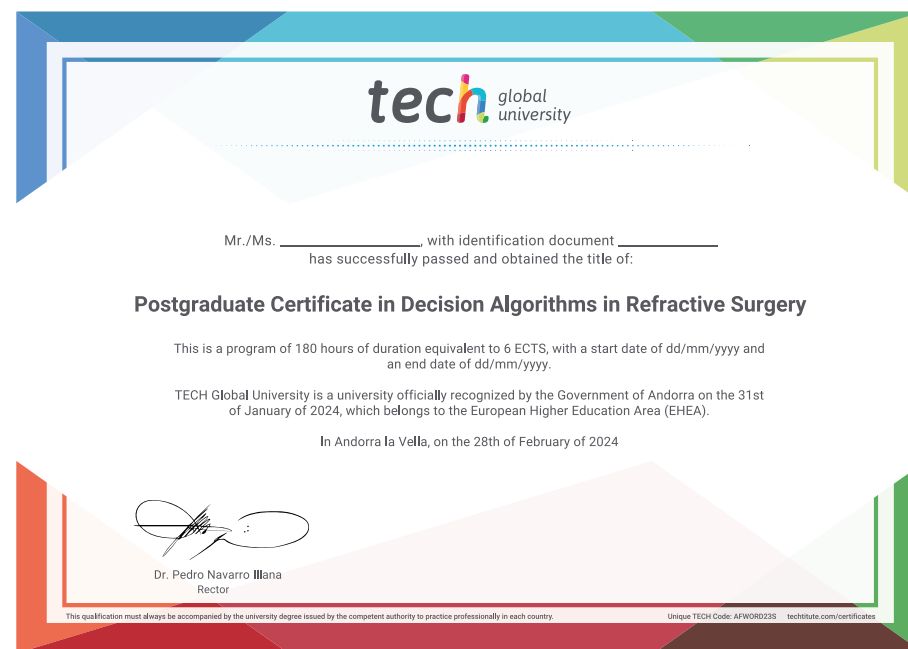 tech global
university
Mr./Ms. ____________________, with identification document ______________
has successfully passed and obtained the title of:
Postgraduate Certificate in Decision Algorithms in Refractive Surgery
This is a program of 180 hours of duration equivalent to 6 ECTS, with a start date of dd/mm/yyyy and
an end date of dd/mm/yyyy.
TECH Global University is a university officially recognized by the Government of Andorra on the 31st
of January of 2024, which belongs to the European Higher Education Area (EHEA).
In Andorra la Vella, on the 28th of February of 2024
Dr. Pedro Navarro Illana
Rector
This qualification must always be accompanied by the university degree issued by the competent authority to practice professionally in each country. Unique TECH Code: AFWORD23S techtitute.com/certificates